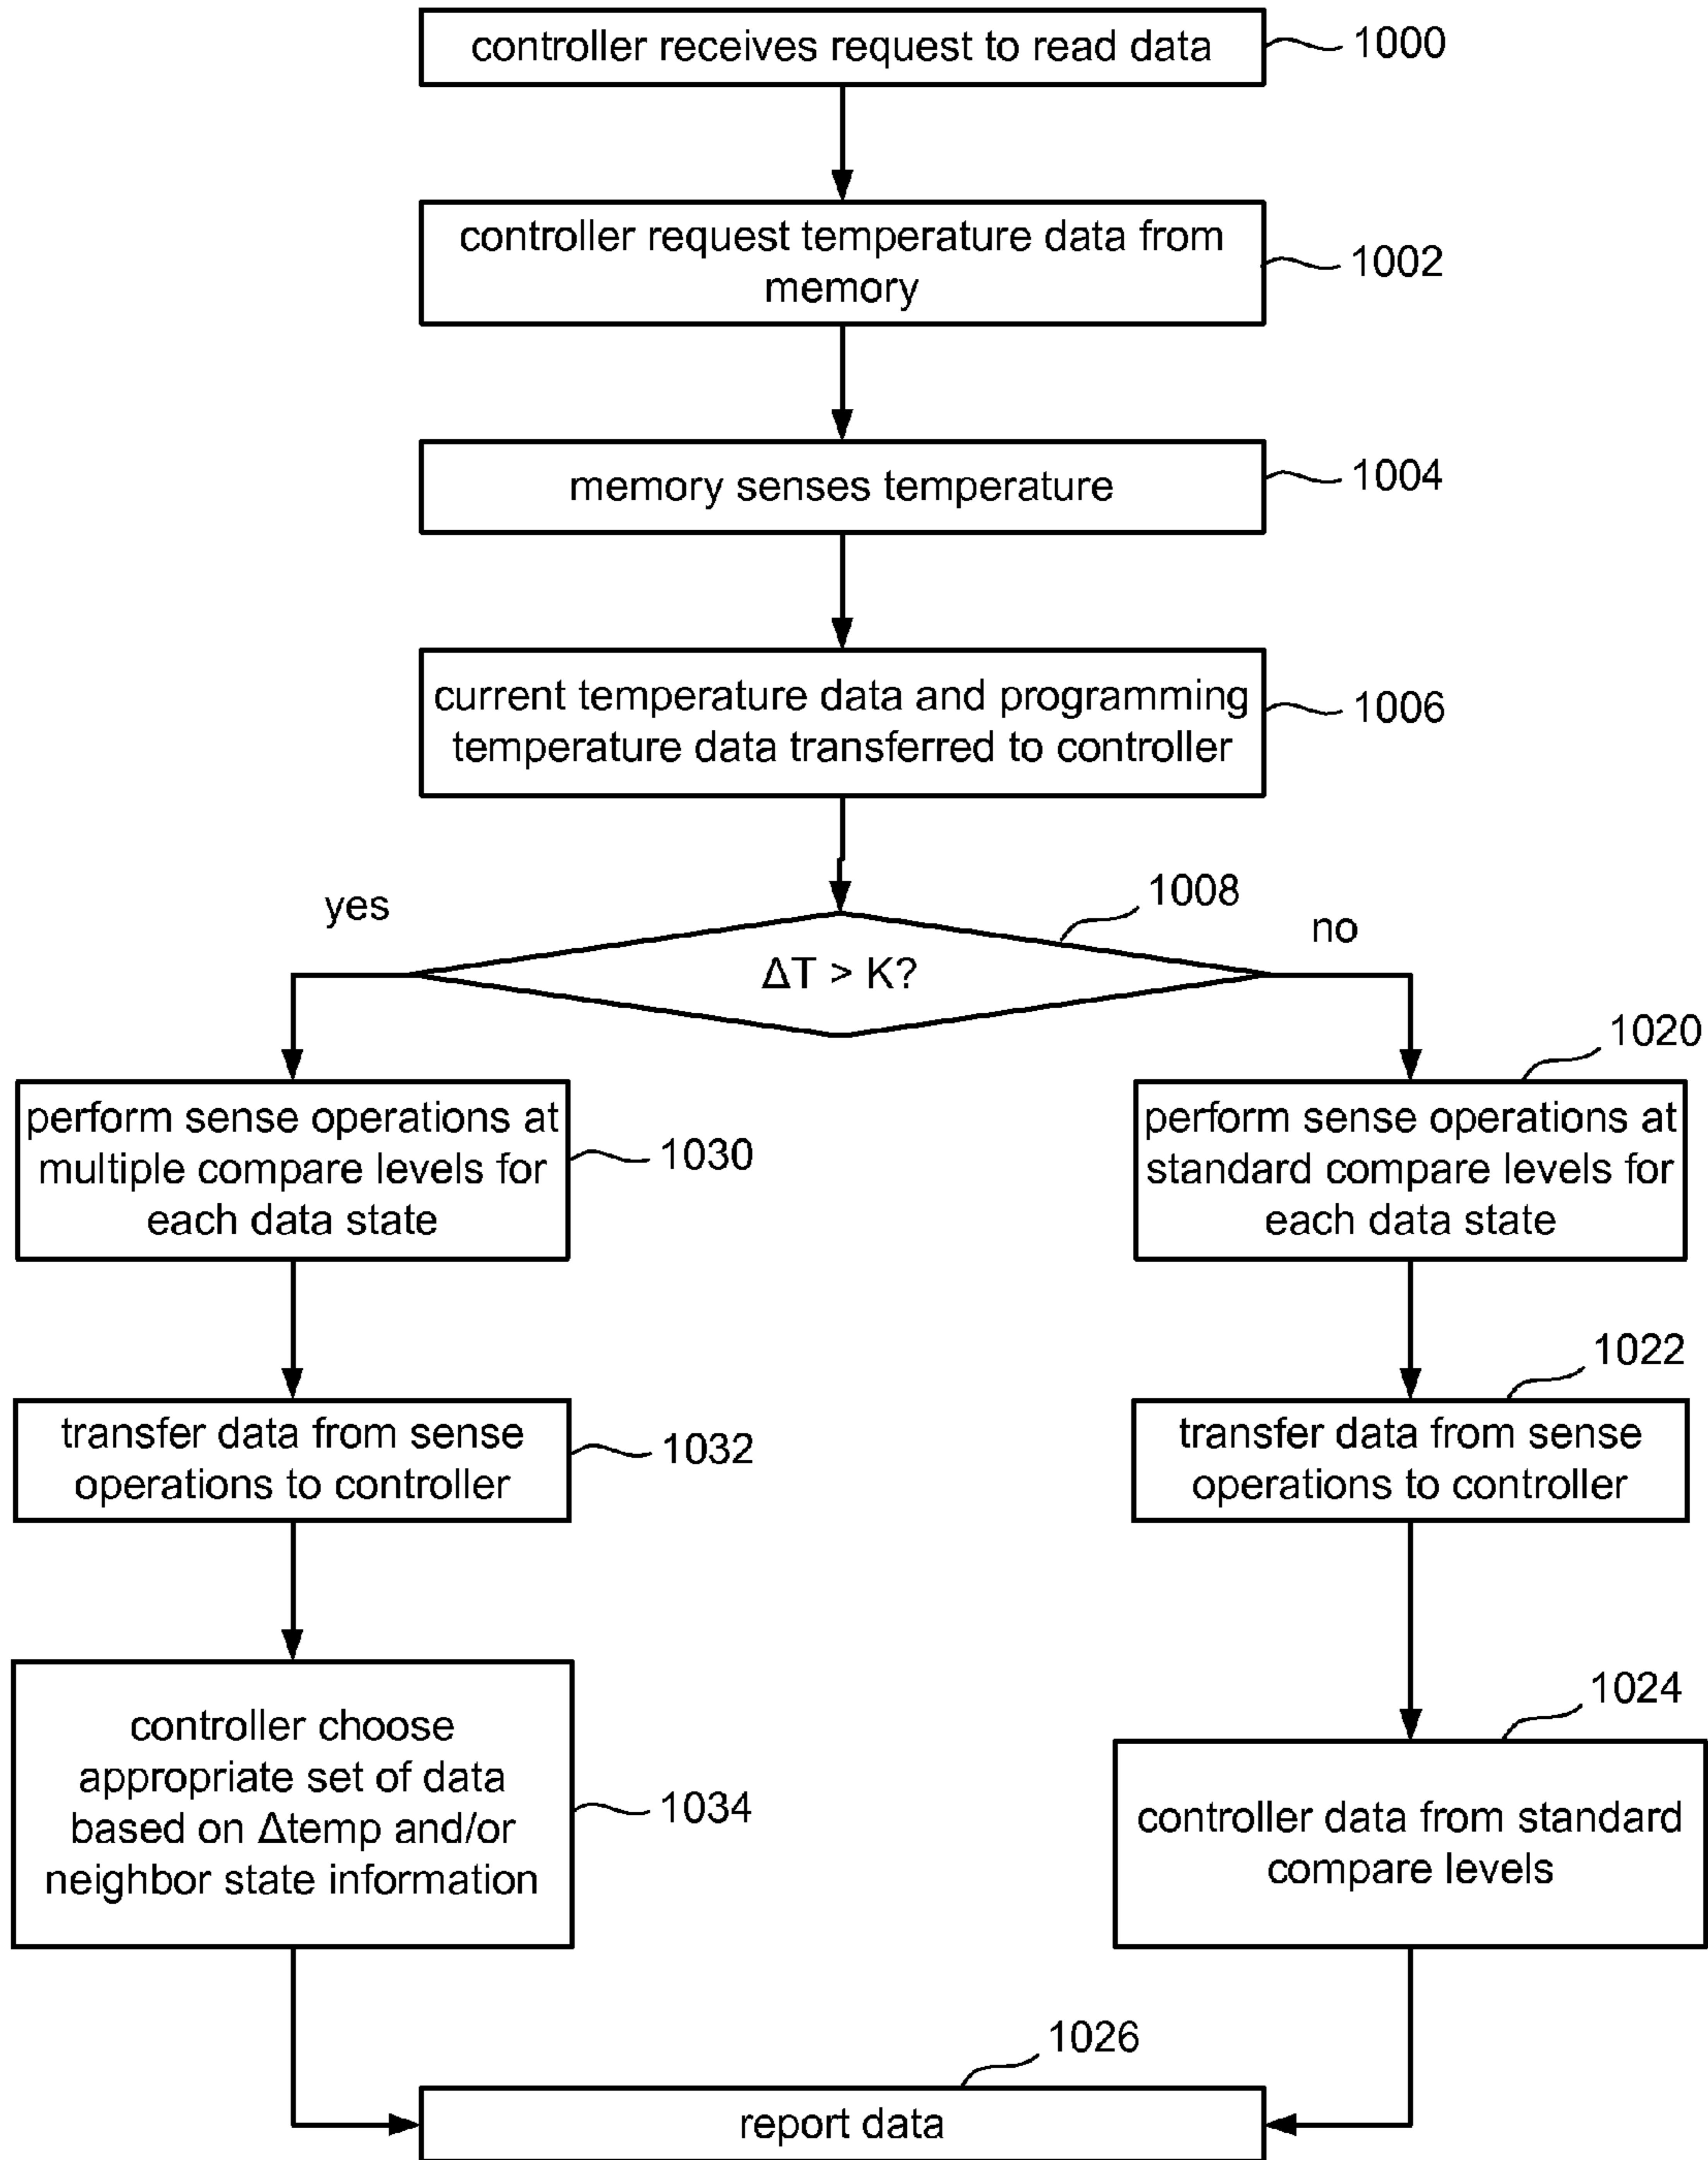 controller receives request to read data
1000
controller request temperature data from
memory
1002
memory senses temperature
1004
current temperature data and programming
temperature data transferred to controller
1006
1008
yes
no
ΔT > K?
1020
perform sense operations at
multiple compare levels for
each data state
1030
perform sense operations at
standard compare levels for
each data state
1022
transfer data from sense
operations to controller
1032
transfer data from sense
operations to controller
1024
controller choose
appropriate set of data
based on Δtemp and/or
neighbor state information
1034
controller data from standard
compare levels
1026
report data